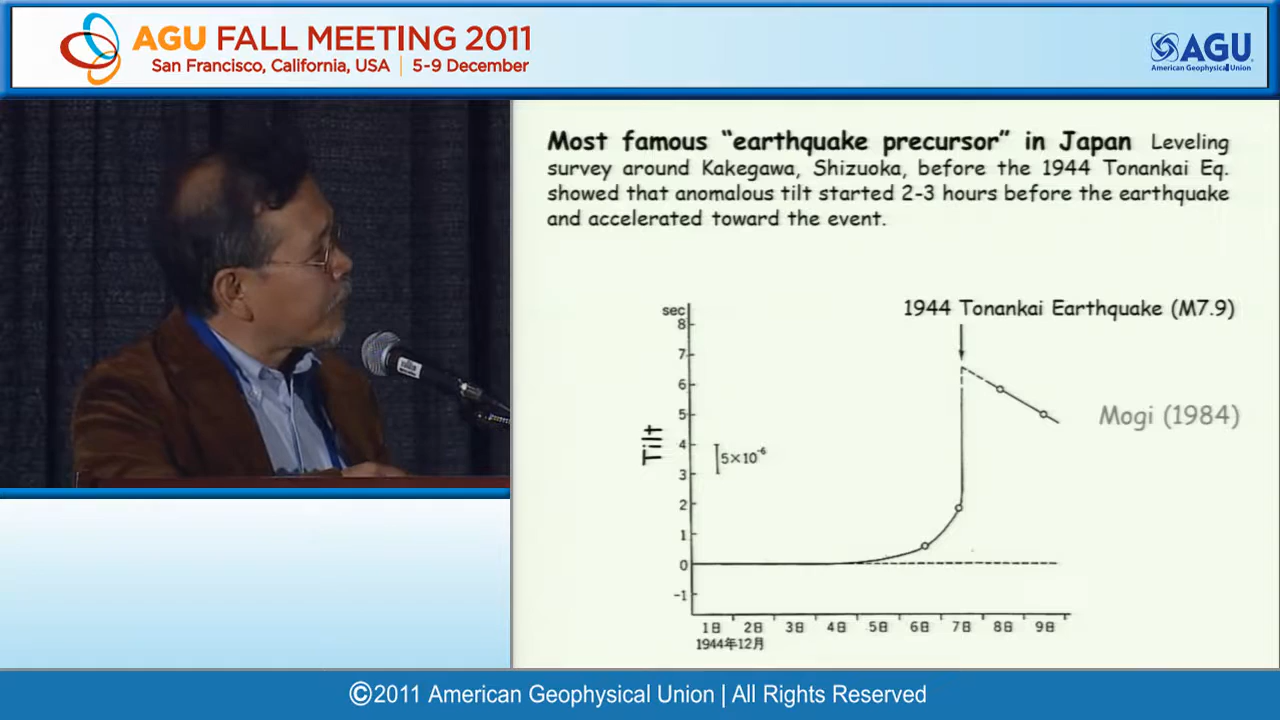 AGU FALL MEETING 2011
San Francisco, California, USA | 5-9 December
AGU
American Geophysical Union
Most famous “earthquake precursor” in Japan Leveling
survey around Kakegawa, Shizuoka, before the 1944 Tonankai Eq.
showed that anomalous tilt started 2-3 hours before the earthquake
and accelerated toward the event.
1944 Tonankai Earthquake (M7.9)
sec
8
7
6
5
4
3
2
1
0
-1
Tilt
5×10⁻⁶
Mogi (1984)
1日 2日 3日 4日 5日 6日 7日 8日 9日
1944年12月
©2011 American Geophysical Union | All Rights Reserved